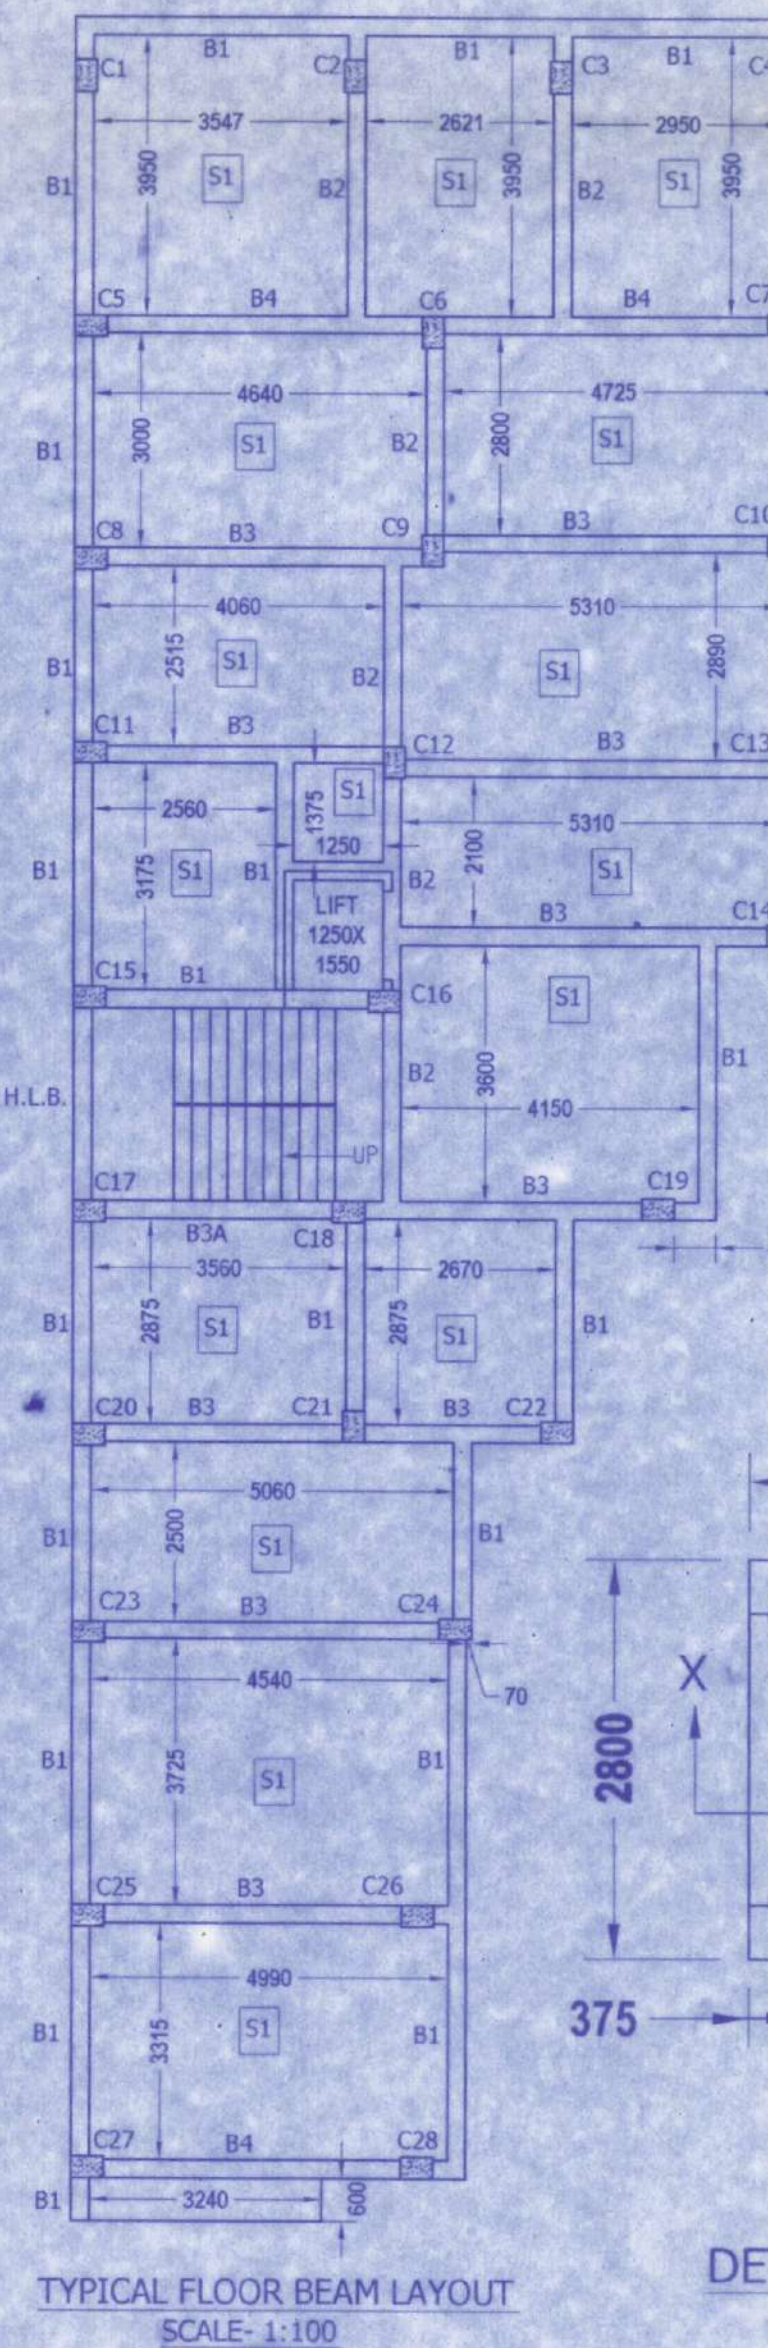 B1 B1 B1
C1 C2 C3
3547 2621 2950
3950 S1 3950 S1 S1 3950
B1 B2 B2
C5 B4 C6 B4
4640 4725
3000 S1 2800 S1
B1 B2
C8 B3 C9 B3 C10
4060 5310
2515 S1 S1 2890
B1 B2
C11 B3 C12 B3 C13
2560 1375 S1 5310
3175 S1 1250 2100 S1
B1 B1 B2
LIFT
1250X
1550
B3 C14
C15 B1 C16 S1
H.L.B. B2 3600 B1
4150
UP
C17 B3 C19
B3A C18
3560 2670
2875 S1 2875 S1
B1 B1 B1
C20 B3 C21 B3 C22
5060
2500 S1
B1 B1
C23 B3 C24
4540 70
X
3725 S1
B1 B1
2800
C25 B3 C26
4990
3315 S1
B1 B1
375
C27 B4 C28
B1 3240 600
DE
TYPICAL FLOOR BEAM LAYOUT
SCALE- 1:100